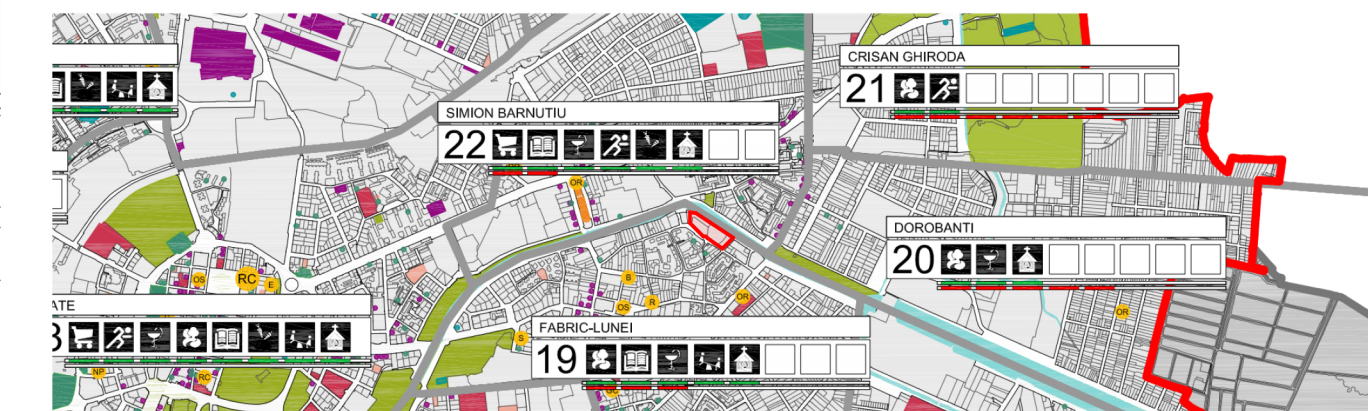 CRISAN GHIRODA
21
SIMION BARNUTIU
22
OR
DOROBANTI
20
OS
RC
E
B
OS
R
OR
OR
ATE
3
FABRIC-LUNEI
19
S
NP
RC